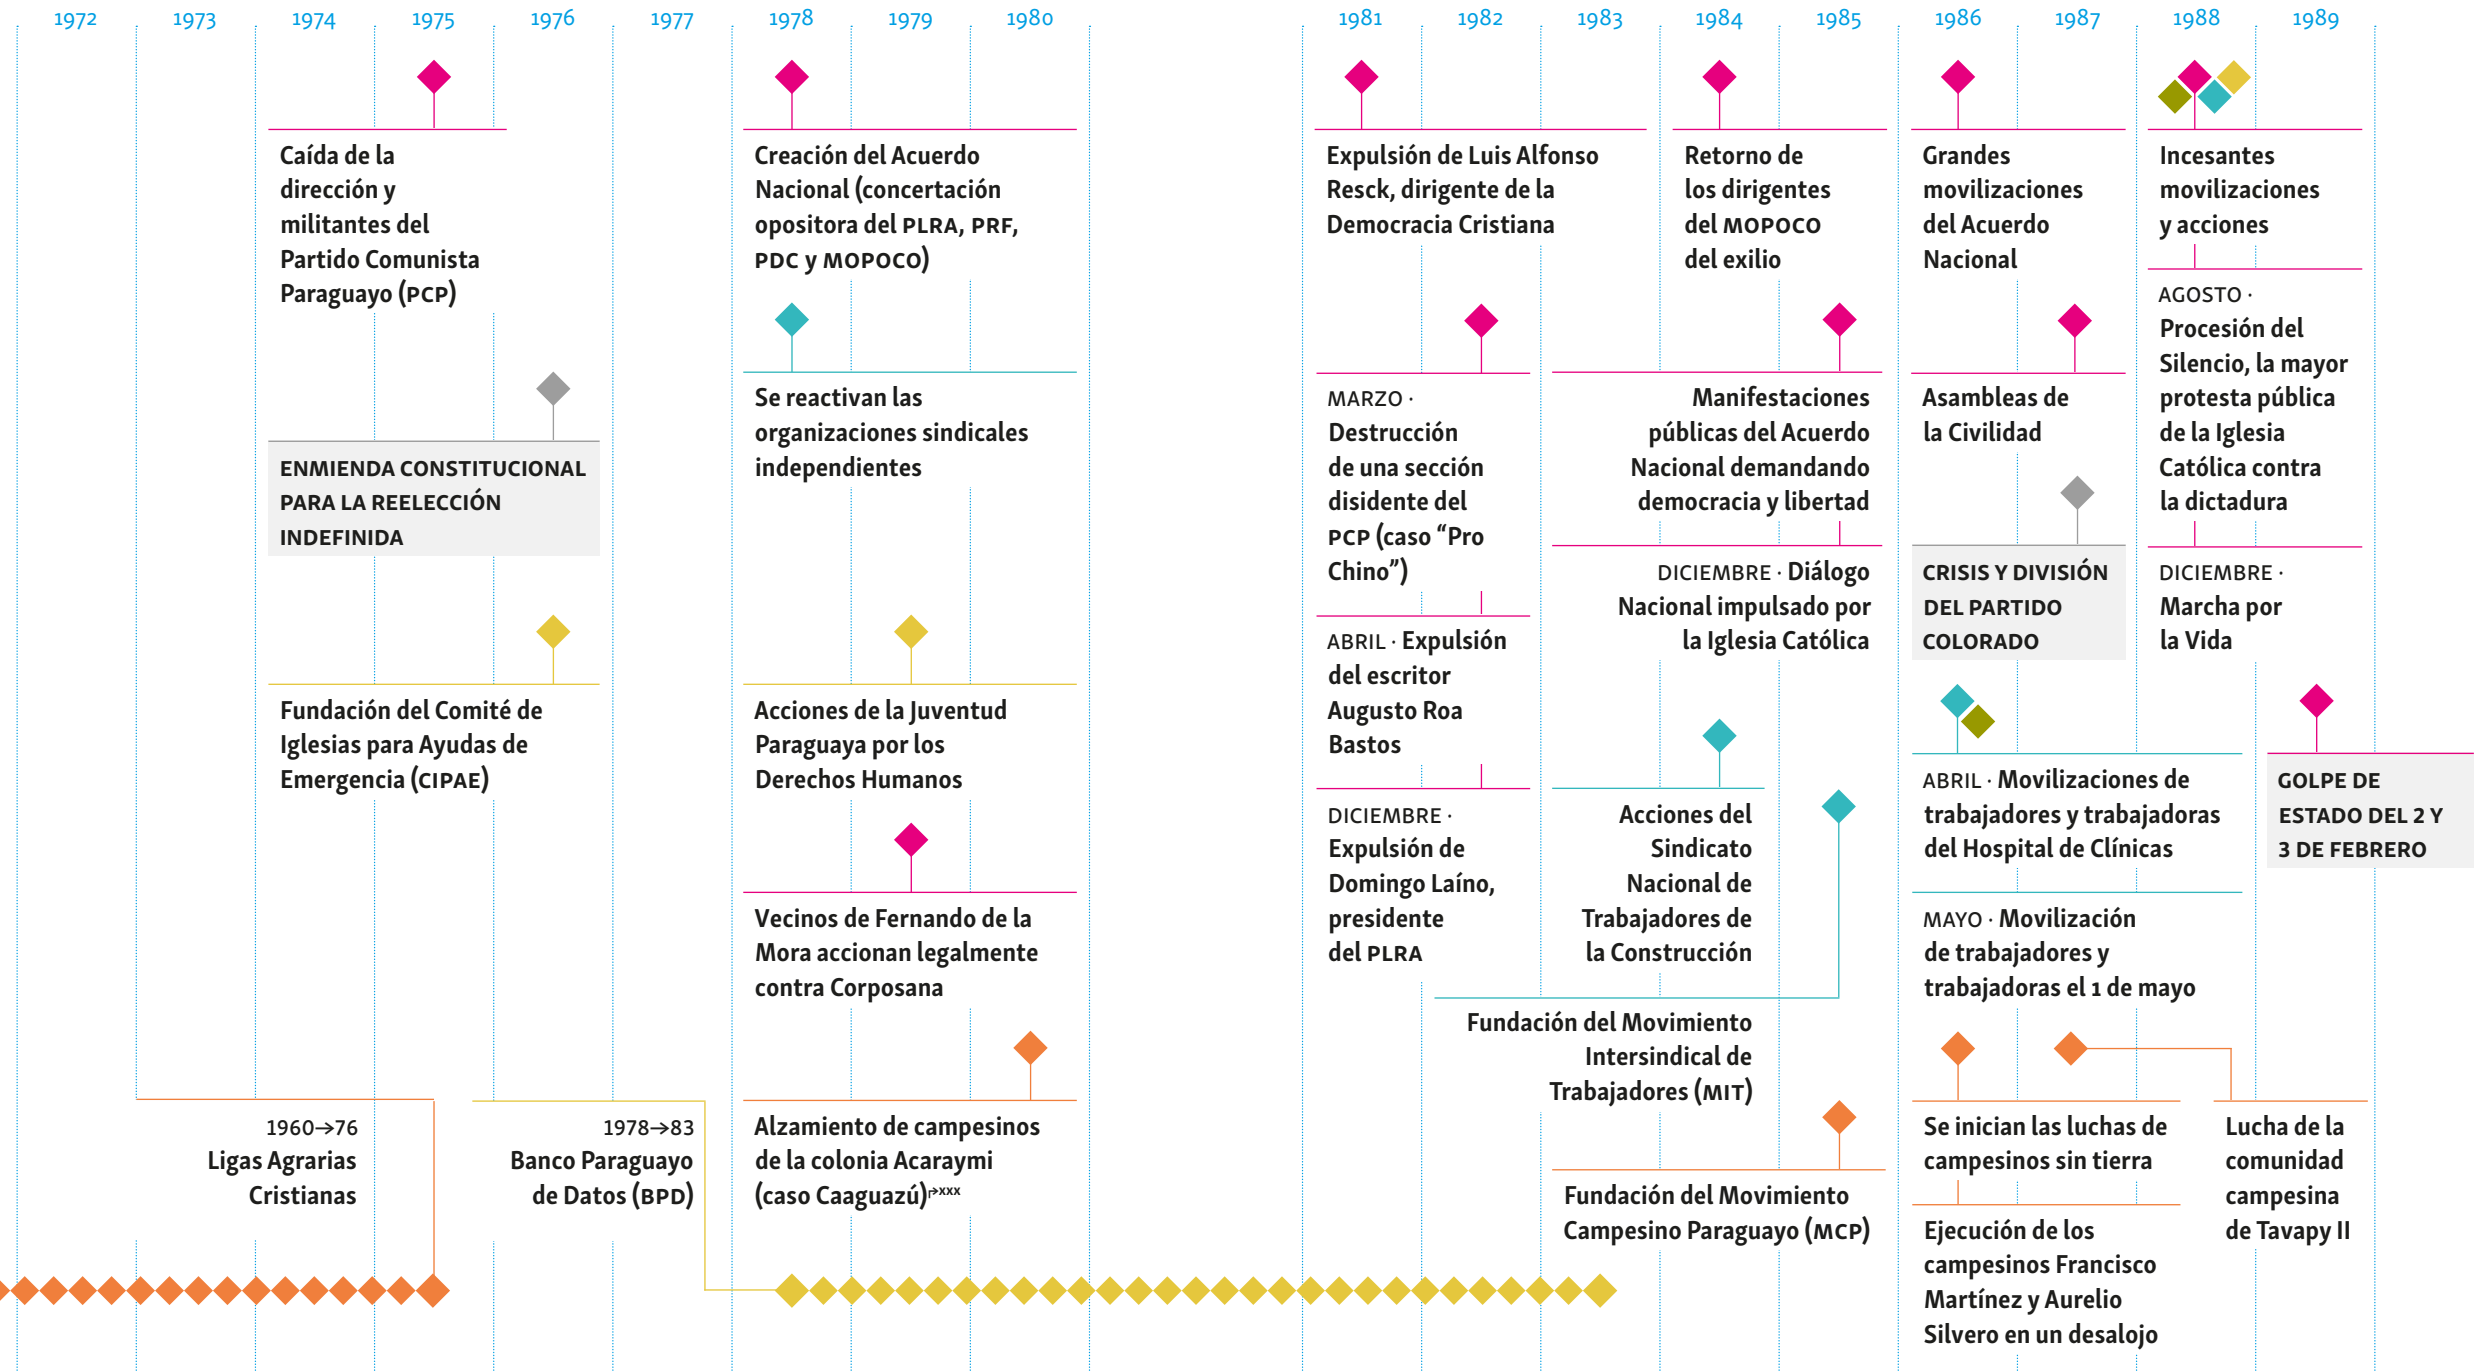 1972 1973 1974 1975 1976 1977 1978 1979 1980 1981 1982 1983 1984 1985 1986 1987 1988 1989
Caída de la
dirección y
militantes del
Partido Comunista
Paraguayo (PCP)
ENMIENDA CONSTITUCIONAL
PARA LA REELECCIÓN
INDEFINIDA
Fundación del Comité de
Iglesias para Ayudas de
Emergencia (CIPAE)
1960→76
Ligas Agrarias
Cristianas
1978→83
Banco Paraguayo
de Datos (BPD)
Creación del Acuerdo
Nacional (concertación
opositora del PLRA, PRF,
PDC y MOPOCO)
Se reactivan las
organizaciones sindicales
independientes
Acciones de la Juventud
Paraguaya por los
Derechos Humanos
Vecinos de Fernando de la
Mora accionan legalmente
contra Corposana
Alzamiento de campesinos
de la colonia Acaraymi
(caso Caaguazú)↱xxx
Expulsión de Luis Alfonso
Resck, dirigente de la
Democracia Cristiana
MARZO ·
Destrucción
de una sección
disidente del
PCP (caso “Pro
Chino”)
ABRIL · Expulsión
del escritor
Augusto Roa
Bastos
DICIEMBRE ·
Expulsión de
Domingo Laíno,
presidente
del PLRA
Retorno de
los dirigentes
del MOPOCO
del exilio
Manifestaciones
públicas del Acuerdo
Nacional demandando
democracia y libertad
DICIEMBRE · Diálogo
Nacional impulsado por
la Iglesia Católica
Acciones del
Sindicato
Nacional de
Trabajadores de
la Construcción
Fundación del Movimiento
Intersindical de
Trabajadores (MIT)
Fundación del Movimiento
Campesino Paraguayo (MCP)
Grandes
movilizaciones
del Acuerdo
Nacional
Asambleas de
la Civilidad
CRISIS Y DIVISIÓN
DEL PARTIDO
COLORADO
ABRIL · Movilizaciones de
trabajadores y trabajadoras
del Hospital de Clínicas
MAYO · Movilización
de trabajadores y
trabajadoras el 1 de mayo
Se inician las luchas de
campesinos sin tierra
Ejecución de los
campesinos Francisco
Martínez y Aurelio
Silvero en un desalojo
Lucha de la
comunidad
campesina
de Tavapy II
Incesantes
movilizaciones
y acciones
AGOSTO ·
Procesión del
Silencio, la mayor
protesta pública
de la Iglesia
Católica contra
la dictadura
DICIEMBRE ·
Marcha por
la Vida
GOLPE DE
ESTADO DEL 2 Y
3 DE FEBRERO